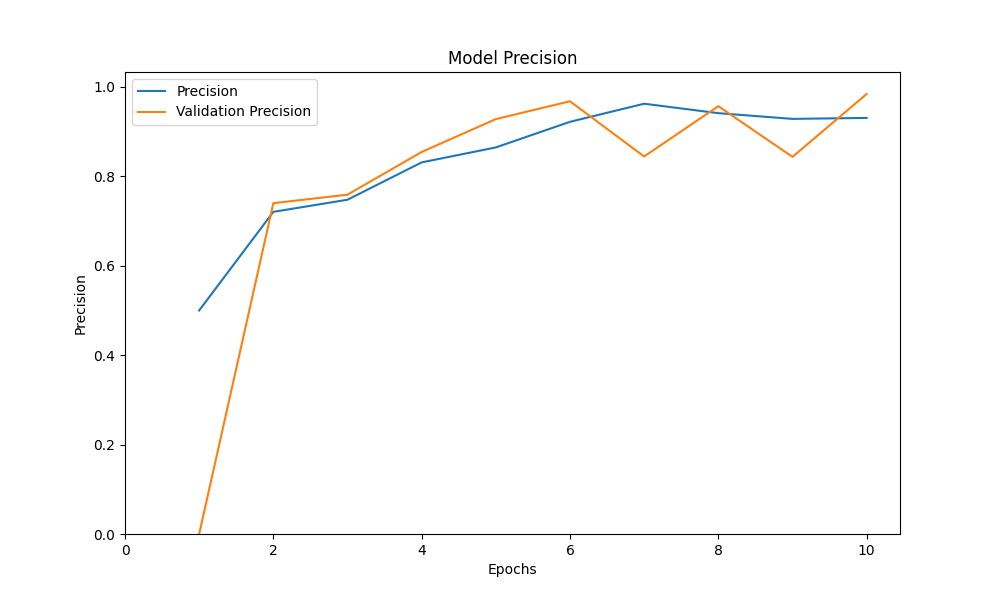 Model Precision
Precision
Validation Precision
Precision
1.0
0.8
0.6
0.4
0.2
0.0
0 2 4 6 8 10
Epochs